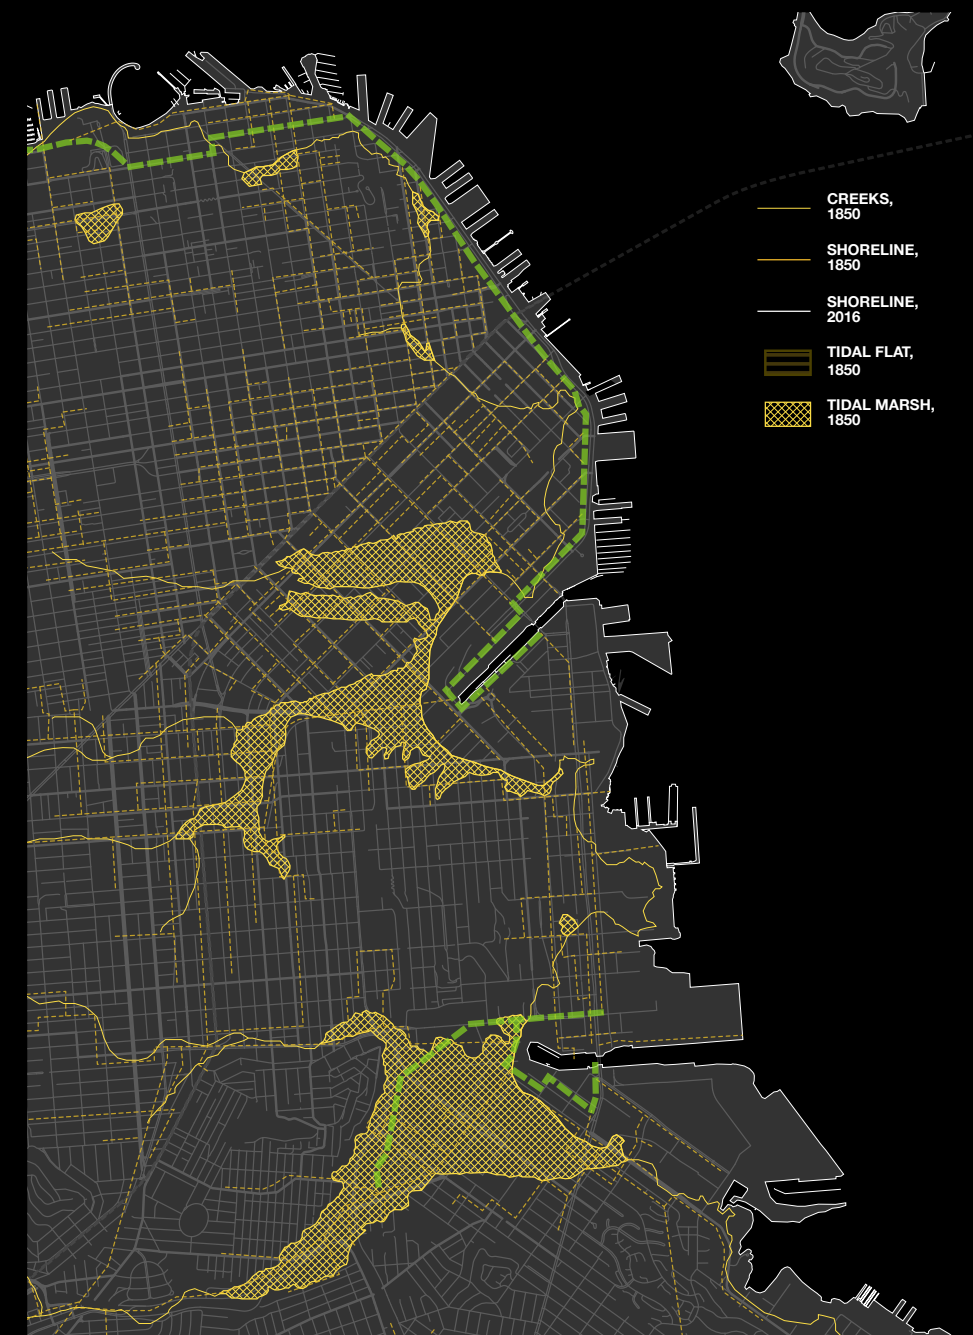 CREEKS,
1850
SHORELINE,
1850
SHORELINE,
2016
TIDAL FLAT,
1850
TIDAL MARSH,
1850